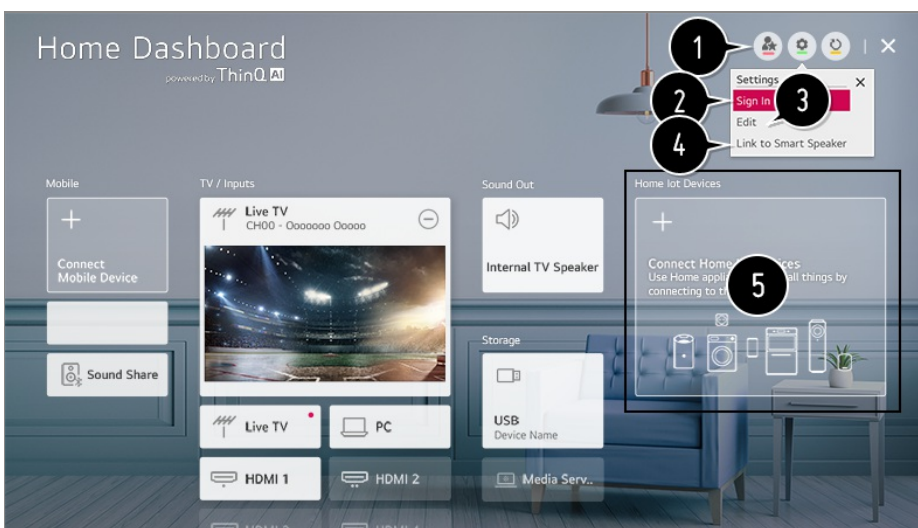 Home Dashboard
powered by ThinQ AI
1
Settings
2
Sign In
3
Edit
4
Link to Smart Speaker
Mobile
TV / Inputs
Sound Out
Home Iot Devices
Connect
Mobile Device
Live TV
CH00 - Ooooooo Ooooo
Internal TV Speaker
Connect Home
Use Home all things by
connecting to
5
Sound Share
Storage
USB
Device Name
Live TV
PC
HDMI 1
HDMI 2
Media Serv..